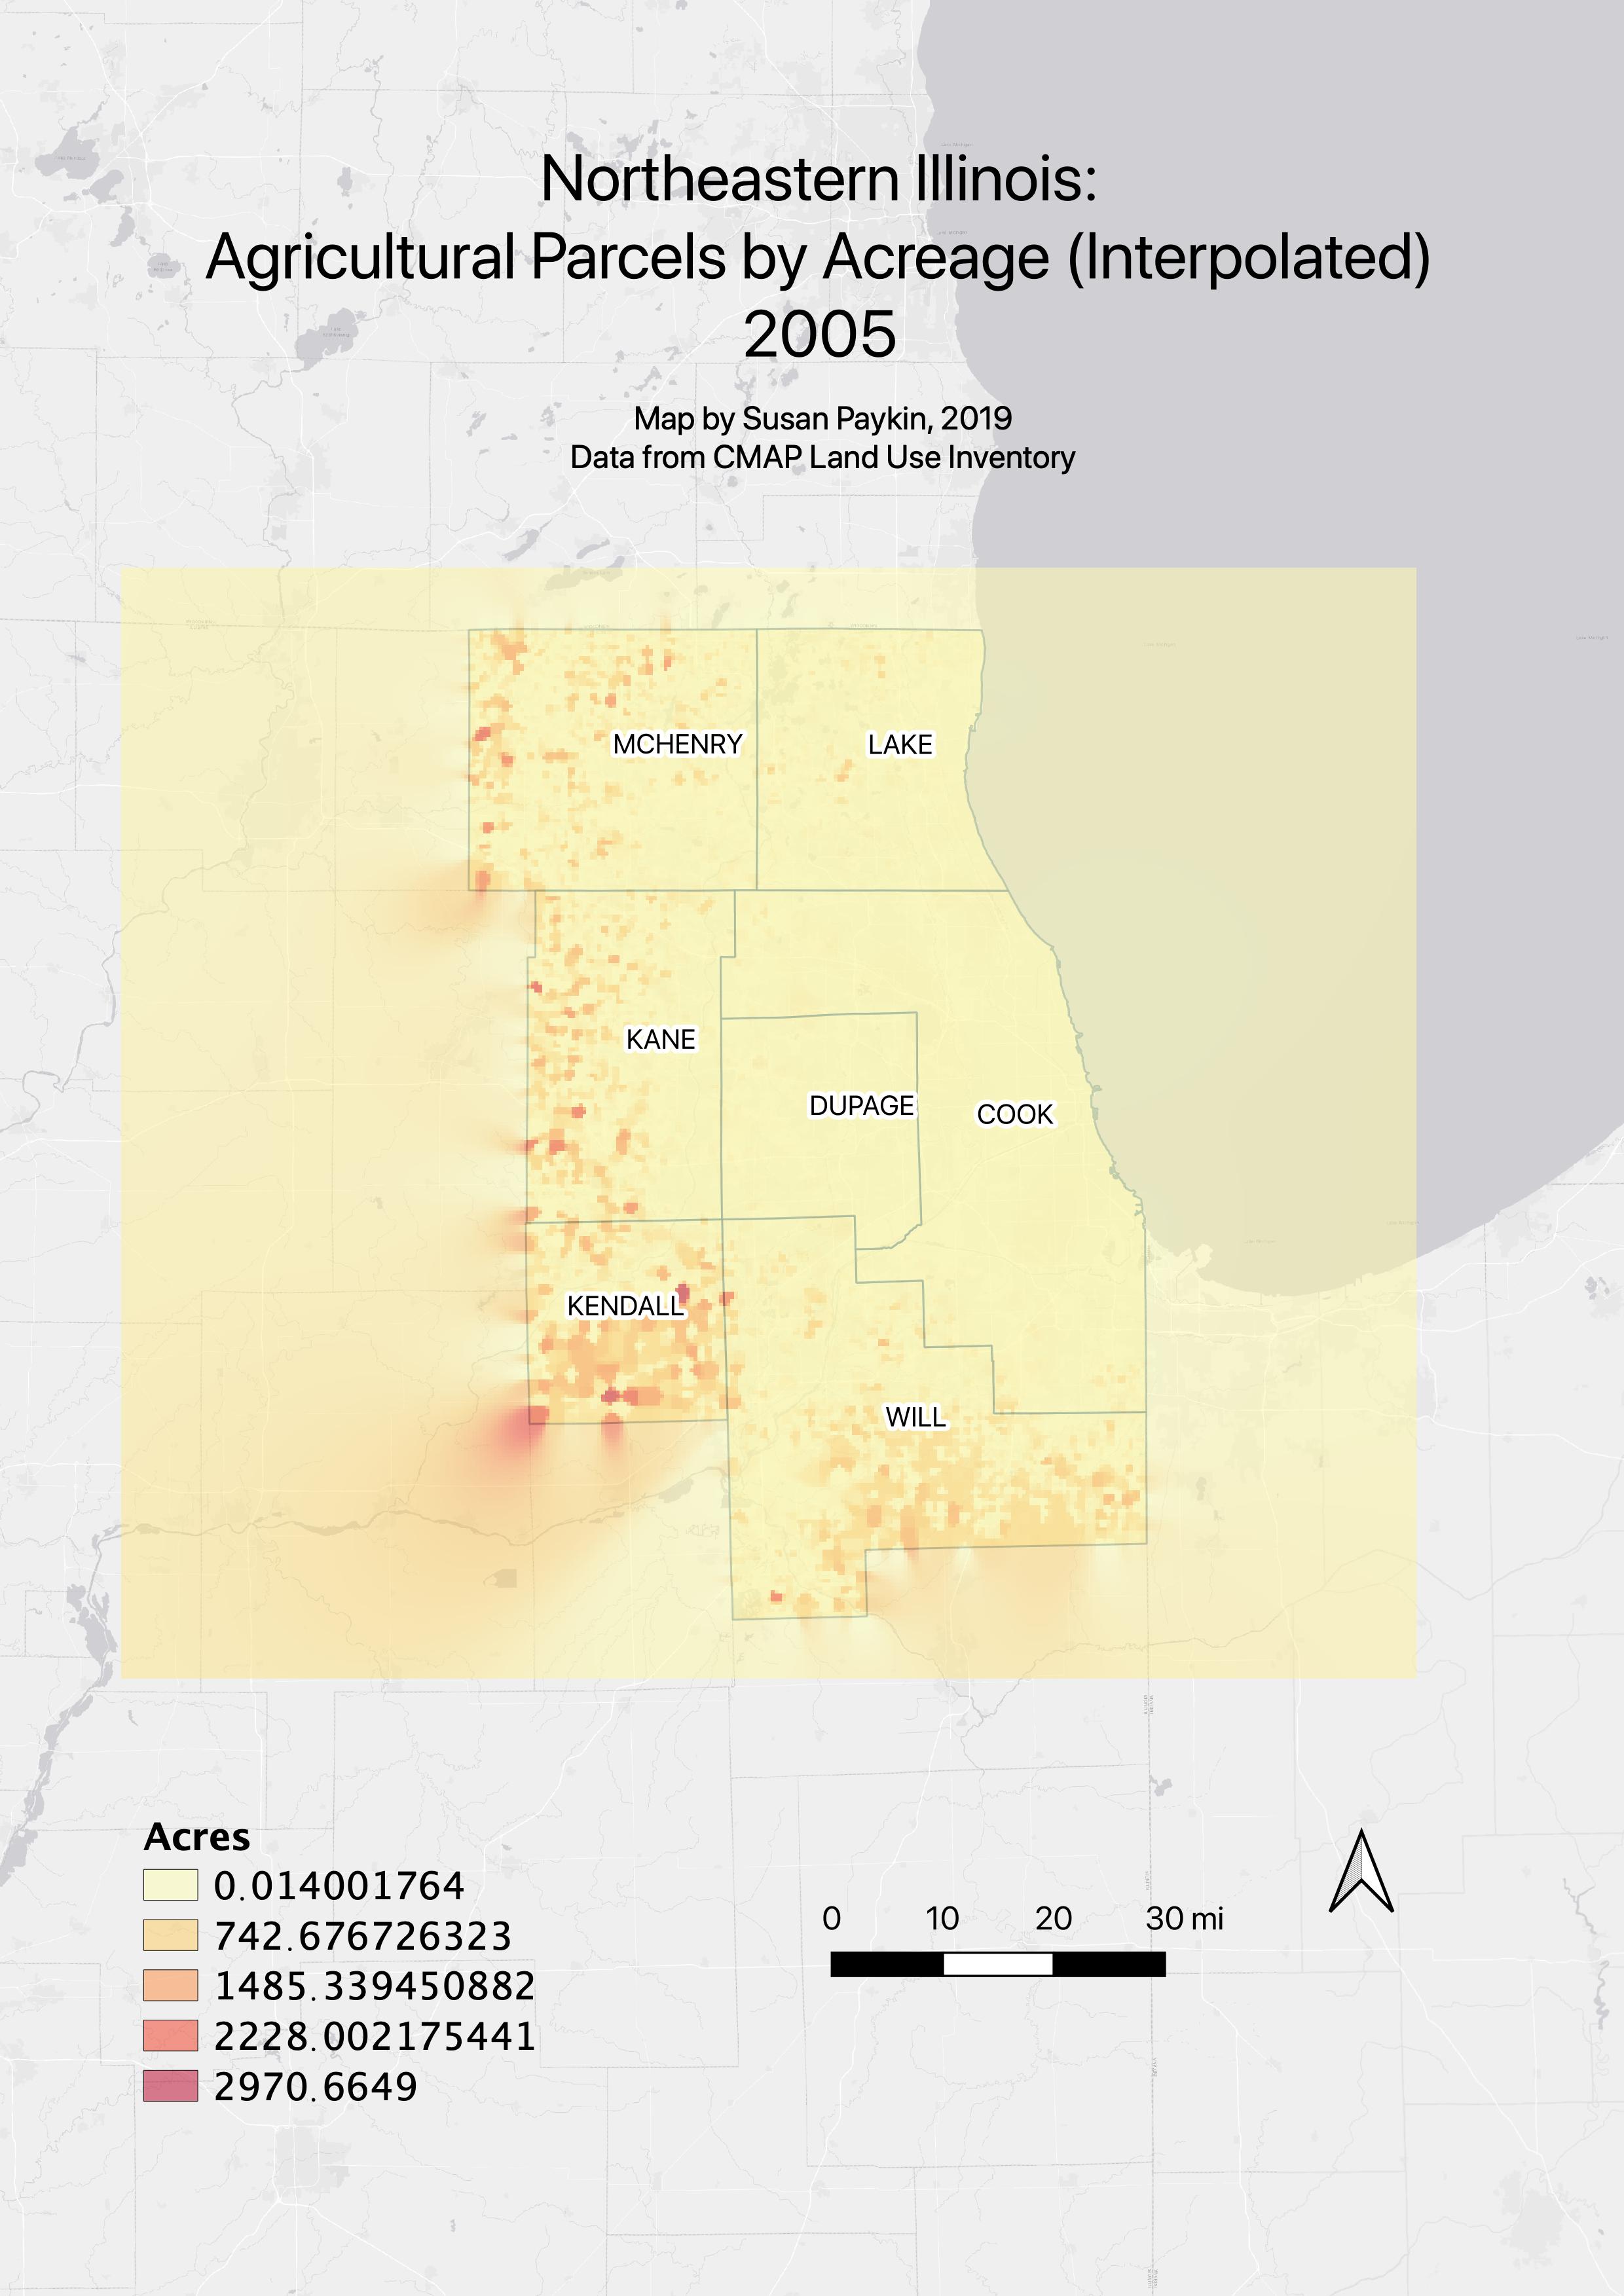 Northeastern Illinois:
Agricultural Parcels by Acreage (Interpolated)
2005
Map by Susan Paykin, 2019
Data from CMAP Land Use Inventory
MCHENRY
LAKE
KANE
DUPAGE
COOK
KENDALL
WILL
Acres
0.014001764
742.676726323
1485.339450882
2228.002175441
2970.6649
0 10 20 30 mi